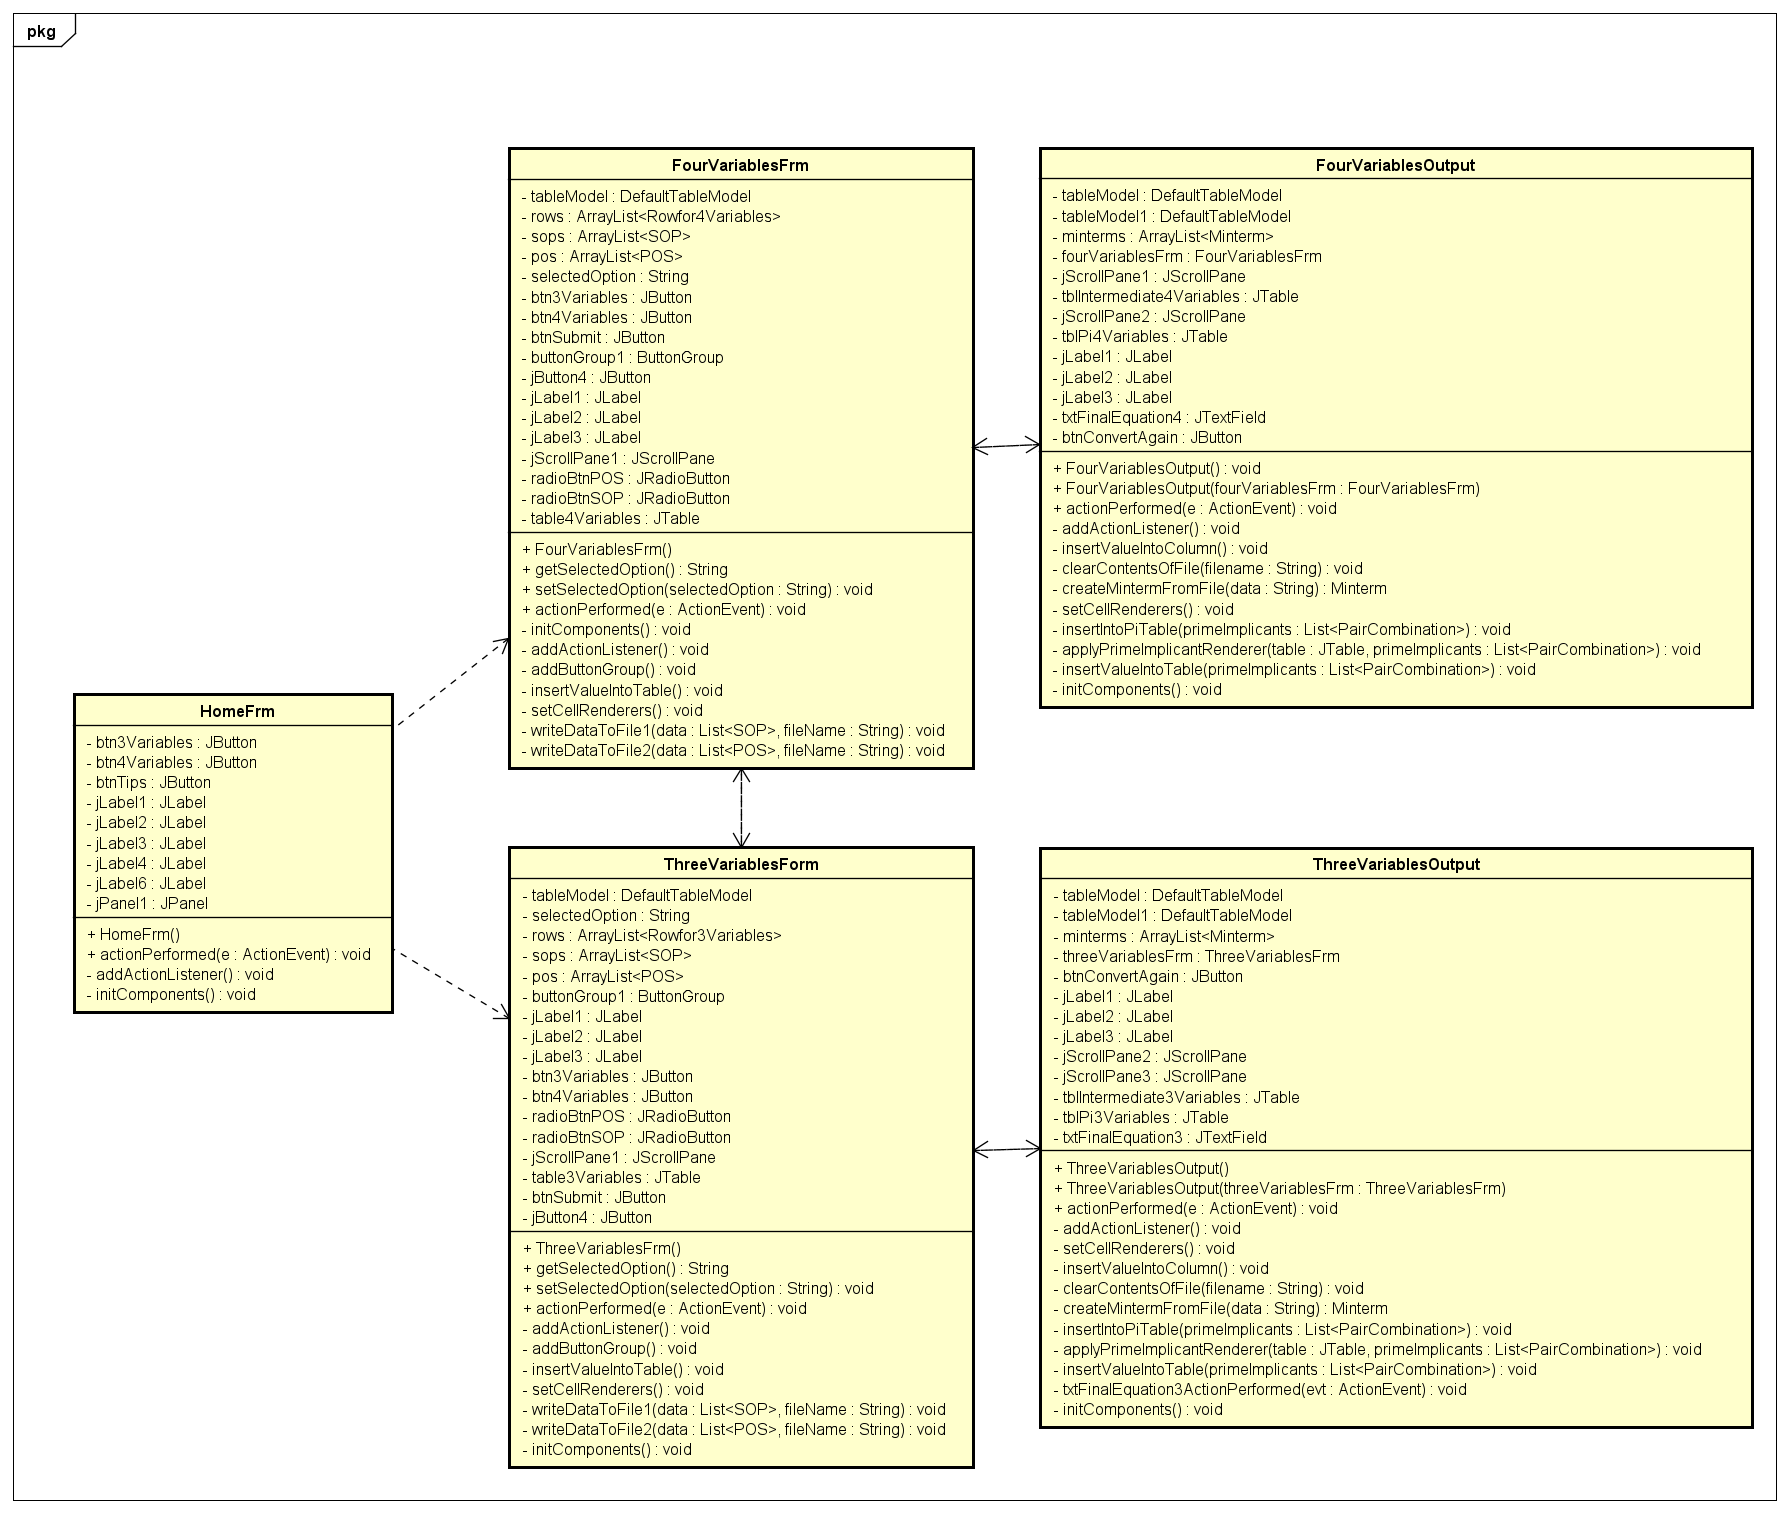 pkg
FourVariablesFrm
- tableModel : DefaultTableModel
- rows : ArrayList<Rowfor4Variables>
- sops : ArrayList<SOP>
- pos : ArrayList<POS>
- selectedOption : String
- btn3Variables : JButton
- btn4Variables : JButton
- btnSubmit : JButton
- buttonGroup1 : ButtonGroup
- jButton4 : JButton
- jLabel1 : JLabel
- jLabel2 : JLabel
- jLabel3 : JLabel
- jScrollPane1 : JScrollPane
- radioBtnPOS : JRadioButton
- radioBtnSOP : JRadioButton
- table4Variables : JTable
+ FourVariablesFrm()
+ getSelectedOption() : String
+ setSelectedOption(selectedOption : String) : void
+ actionPerformed(e : ActionEvent) : void
- initComponents() : void
- addActionListener() : void
- addButtonGroup() : void
- insertValueIntoTable() : void
- setCellRenderers() : void
- writeDataToFile1(data : List<SOP>, fileName : String) : void
- writeDataToFile2(data : List<POS>, fileName : String) : void
FourVariablesOutput
- tableModel : DefaultTableModel
- tableModel1 : DefaultTableModel
- minterms : ArrayList<Minterm>
- fourVariablesFrm : FourVariablesFrm
- jScrollPane1 : JScrollPane
- tblIntermediate4Variables : JTable
- jScrollPane2 : JScrollPane
- tblPi4Variables : JTable
- jLabel1 : JLabel
- jLabel2 : JLabel
- jLabel3 : JLabel
- txtFinalEquation4 : JTextField
- btnConvertAgain : JButton
+ FourVariablesOutput() : void
+ FourVariablesOutput(fourVariablesFrm : FourVariablesFrm)
+ actionPerformed(e : ActionEvent) : void
- addActionListener() : void
- insertValueIntoColumn() : void
- clearContentsOfFile(filename : String) : void
- createMintermFromFile(data : String) : Minterm
- setCellRenderers() : void
- insertIntoPiTable(primeImplicants : List<PairCombination>) : void
- applyPrimeImplicantRenderer(table : JTable, primeImplicants : List<PairCombination>) : void
- insertValueIntoTable(primeImplicants : List<PairCombination>) : void
- initComponents() : void
HomeFrm
- btn3Variables : JButton
- btn4Variables : JButton
- btnTips : JButton
- jLabel1 : JLabel
- jLabel2 : JLabel
- jLabel3 : JLabel
- jLabel4 : JLabel
- jLabel6 : JLabel
- jPanel1 : JPanel
+ HomeFrm()
+ actionPerformed(e : ActionEvent) : void
- addActionListener() : void
- initComponents() : void
ThreeVariablesForm
- tableModel : DefaultTableModel
- selectedOption : String
- rows : ArrayList<Rowfor3Variables>
- sops : ArrayList<SOP>
- pos : ArrayList<POS>
- buttonGroup1 : ButtonGroup
- jLabel1 : JLabel
- jLabel2 : JLabel
- jLabel3 : JLabel
- btn3Variables : JButton
- btn4Variables : JButton
- radioBtnPOS : JRadioButton
- radioBtnSOP : JRadioButton
- jScrollPane1 : JScrollPane
- table3Variables : JTable
- btnSubmit : JButton
- jButton4 : JButton
+ ThreeVariablesFrm()
+ getSelectedOption() : String
+ setSelectedOption(selectedOption : String) : void
+ actionPerformed(e : ActionEvent) : void
- addActionListener() : void
- addButtonGroup() : void
- insertValueIntoTable() : void
- setCellRenderers() : void
- writeDataToFile1(data : List<SOP>, fileName : String) : void
- writeDataToFile2(data : List<POS>, fileName : String) : void
- initComponents() : void
ThreeVariablesOutput
- tableModel : DefaultTableModel
- tableModel1 : DefaultTableModel
- minterms : ArrayList<Minterm>
- threeVariablesFrm : ThreeVariablesFrm
- btnConvertAgain : JButton
- jLabel1 : JLabel
- jLabel2 : JLabel
- jLabel3 : JLabel
- jScrollPane2 : JScrollPane
- jScrollPane3 : JScrollPane
- tblIntermediate3Variables : JTable
- tblPi3Variables : JTable
- txtFinalEquation3 : JTextField
+ ThreeVariablesOutput()
+ ThreeVariablesOutput(threeVariablesFrm : ThreeVariablesFrm)
+ actionPerformed(e : ActionEvent) : void
- addActionListener() : void
- setCellRenderers() : void
- insertValueIntoColumn() : void
- clearContentsOfFile(filename : String) : void
- createMintermFromFile(data : String) : Minterm
- insertIntoPiTable(primeImplicants : List<PairCombination>) : void
- applyPrimeImplicantRenderer(table : JTable, primeImplicants : List<PairCombination>) : void
- insertValueIntoTable(primeImplicants : List<PairCombination>) : void
- txtFinalEquation3ActionPerformed(evt : ActionEvent) : void
- initComponents() : void